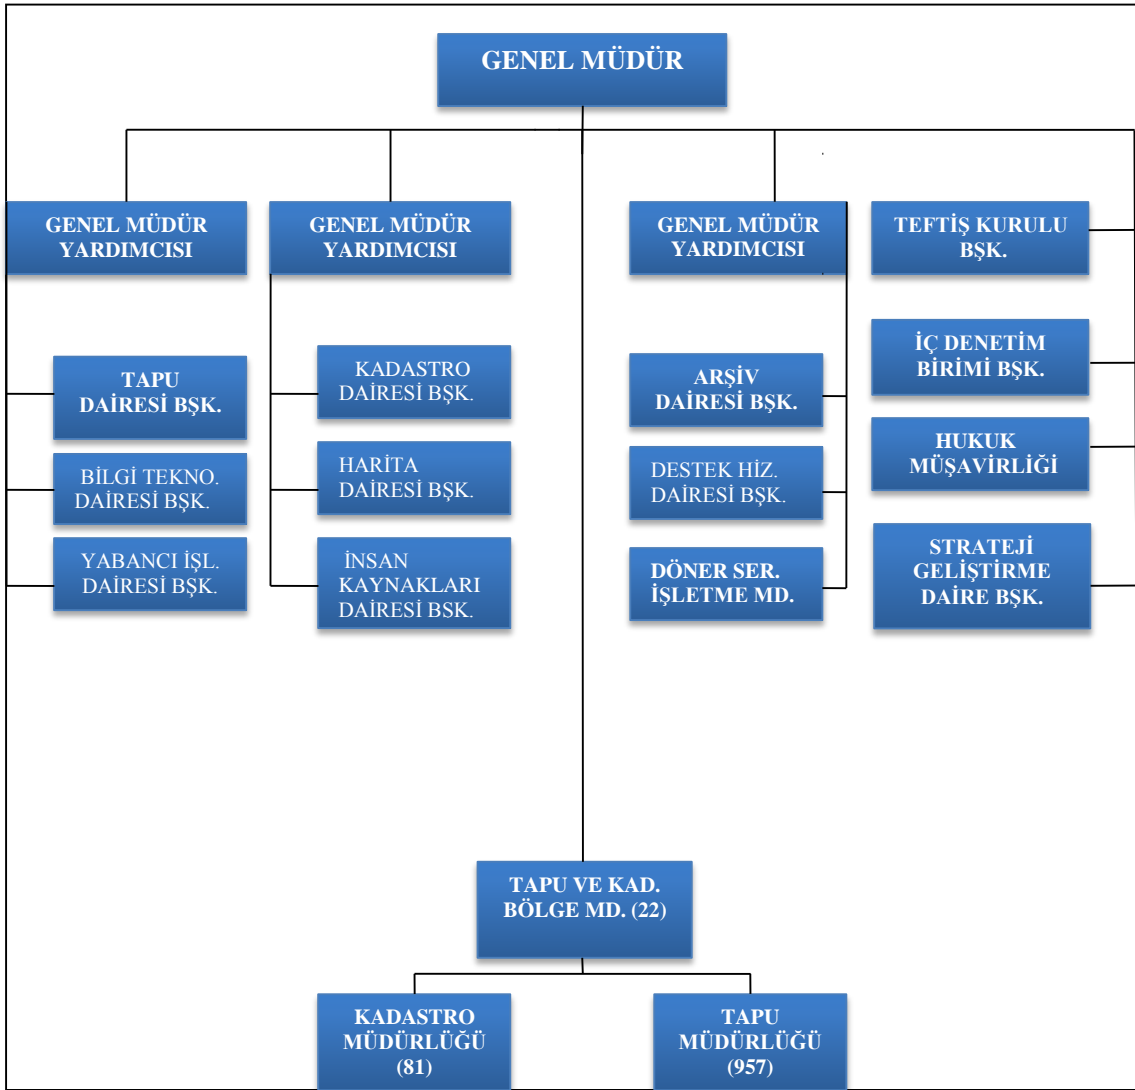 GENEL MÜDÜR
GENEL MÜDÜR
YARDIMCISI
GENEL MÜDÜR
YARDIMCISI
GENEL MÜDÜR
YARDIMCISI
TEFTİŞ KURULU
BŞK.
TAPU
DAİRESİ BŞK.
BİLGİ TEKNO.
DAİRESİ BŞK.
YABANCI İŞL.
DAİRESİ BŞK.
KADASTRO
DAİRESİ BŞK.
HARİTA
DAİRESİ BŞK.
İNSAN
KAYNAKLARI
DAİRESİ BSK.
ARŞİV
DAİRESİ BŞK.
DESTEK HİZ.
DAİRESİ BŞK.
DÖNER SER.
İŞLETME MD.
İÇ DENETİM
BİRİMİ BŞK.
HUKUK
MÜŞAVİRLİĞİ
STRATEJİ
GELİŞTİRME
DAİRE BŞK.
TAPU VE KAD.
BÖLGE MD. (22)
KADASTRO
MÜDÜRLÜĞÜ
(81)
TAPU
MÜDÜRLÜĞÜ
(957)